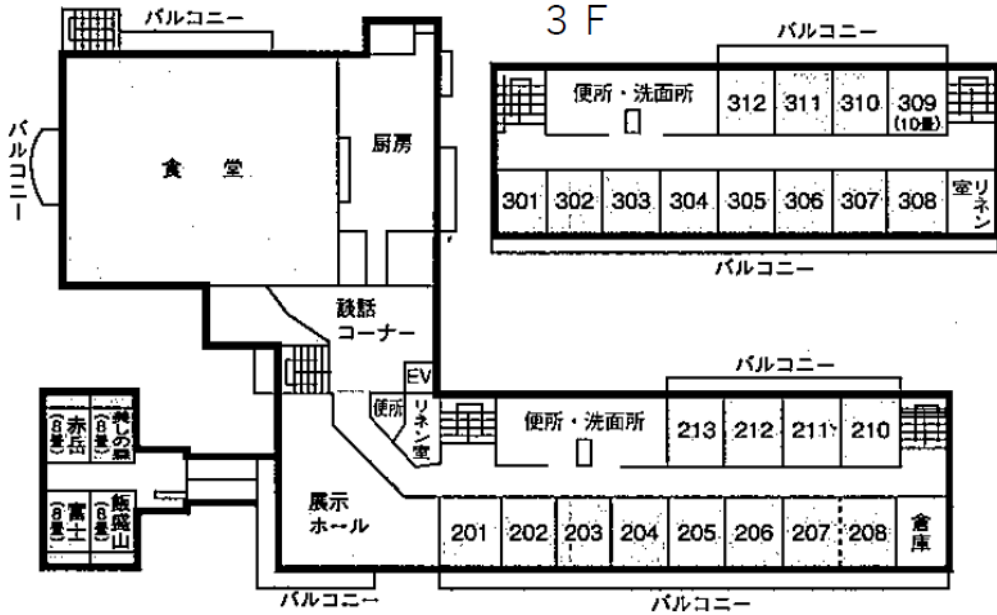 3F
バルコニー
バルコニー
便所・洗面所
312
311
310
309
(10畳)
厨房
バルコニー
食堂
301
302
303
304
305
306
307
308
リネン室
バルコニー
談話
コーナー
EV
バルコニー
便所
リネン室
便所・洗面所
213
212
211
210
赤岳
(8畳)
美しの森
(8畳)
富士
(8畳)
飯盛山
(8畳)
展示
ホール
201
202
203
204
205
206
207
208
倉庫
バルコニー
バルコニー